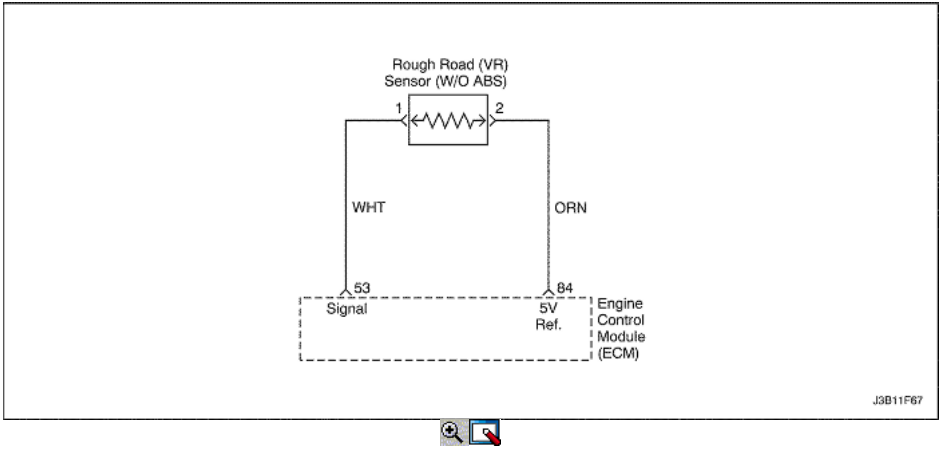 Rough Road (VR)
Sensor (W/O ABS)
1
2
WHT
ORN
53
84
Signal
5V
Ref.
Engine
Control
Module
(ECM)
J3B11F67